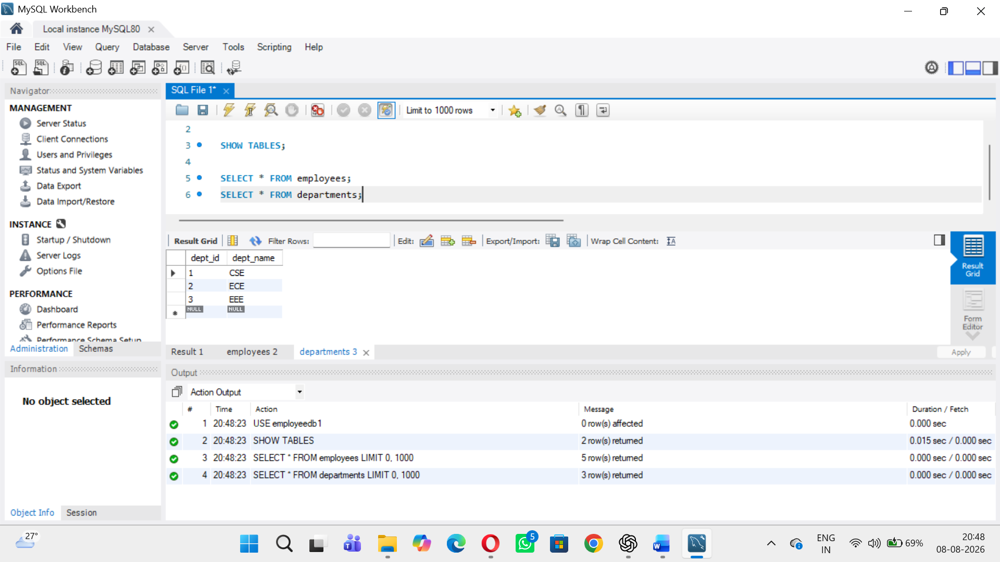 MySQL Workbench
Local instance MySQL80
File Edit View Query Database Server Tools Scripting Help
Navigator
SQL File 1*
MANAGEMENT
Server Status
Client Connections
Users and Privileges
Status and System Variables
Data Export
Data Import/Restore
INSTANCE
Startup / Shutdown
Server Logs
Options File
PERFORMANCE
Dashboard
Performance Reports
Performance Schema Setup
Administration Schemas
Information
No object selected
Object Info Session
Limit to 1000 rows
2
3 SHOW TABLES;
4
5 SELECT * FROM employees;
6 SELECT * FROM departments;
Result Grid Filter Rows: Edit: Export/Import: Wrap Cell Content:
dept_id dept_name
1 CSE
2 ECE
3 EEE
NULL NULL
Result
Grid
Form
Editor
Result 1 employees 2 departments 3
Apply
Output
Action Output
# Time Action Message Duration / Fetch
1 20:48:23 USE employeedb1 0 row(s) affected 0.000 sec
2 20:48:23 SHOW TABLES 2 row(s) returned 0.015 sec / 0.000 sec
3 20:48:23 SELECT * FROM employees LIMIT 0, 1000 5 row(s) returned 0.000 sec / 0.000 sec
4 20:48:23 SELECT * FROM departments LIMIT 0, 1000 3 row(s) returned 0.000 sec / 0.000 sec
27°
5
ENG
IN
69%
20:48
08-08-2026